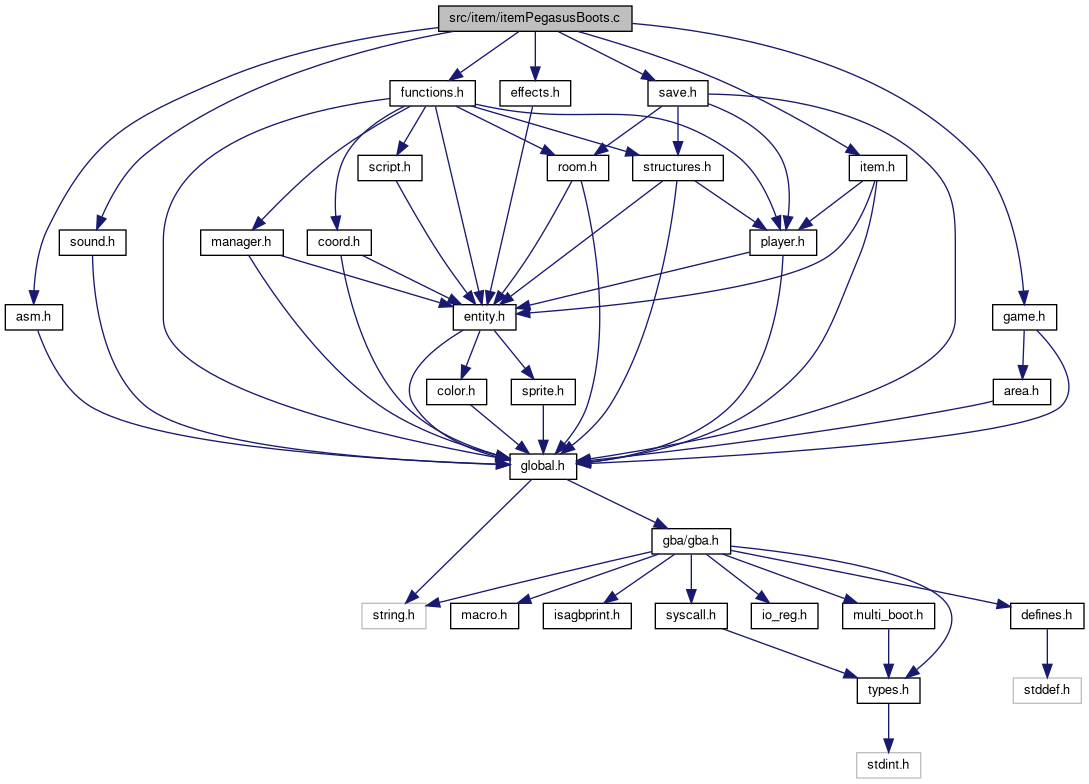 src/item/itemPegasusBoots.c
functions.h
effects.h
save.h
script.h
room.h
structures.h
item.h
sound.h
manager.h
coord.h
player.h
asm.h
entity.h
game.h
color.h
sprite.h
area.h
global.h
gba/gba.h
string.h
macro.h
isagbprint.h
syscall.h
io_reg.h
multi_boot.h
defines.h
types.h
stddef.h
stdint.h